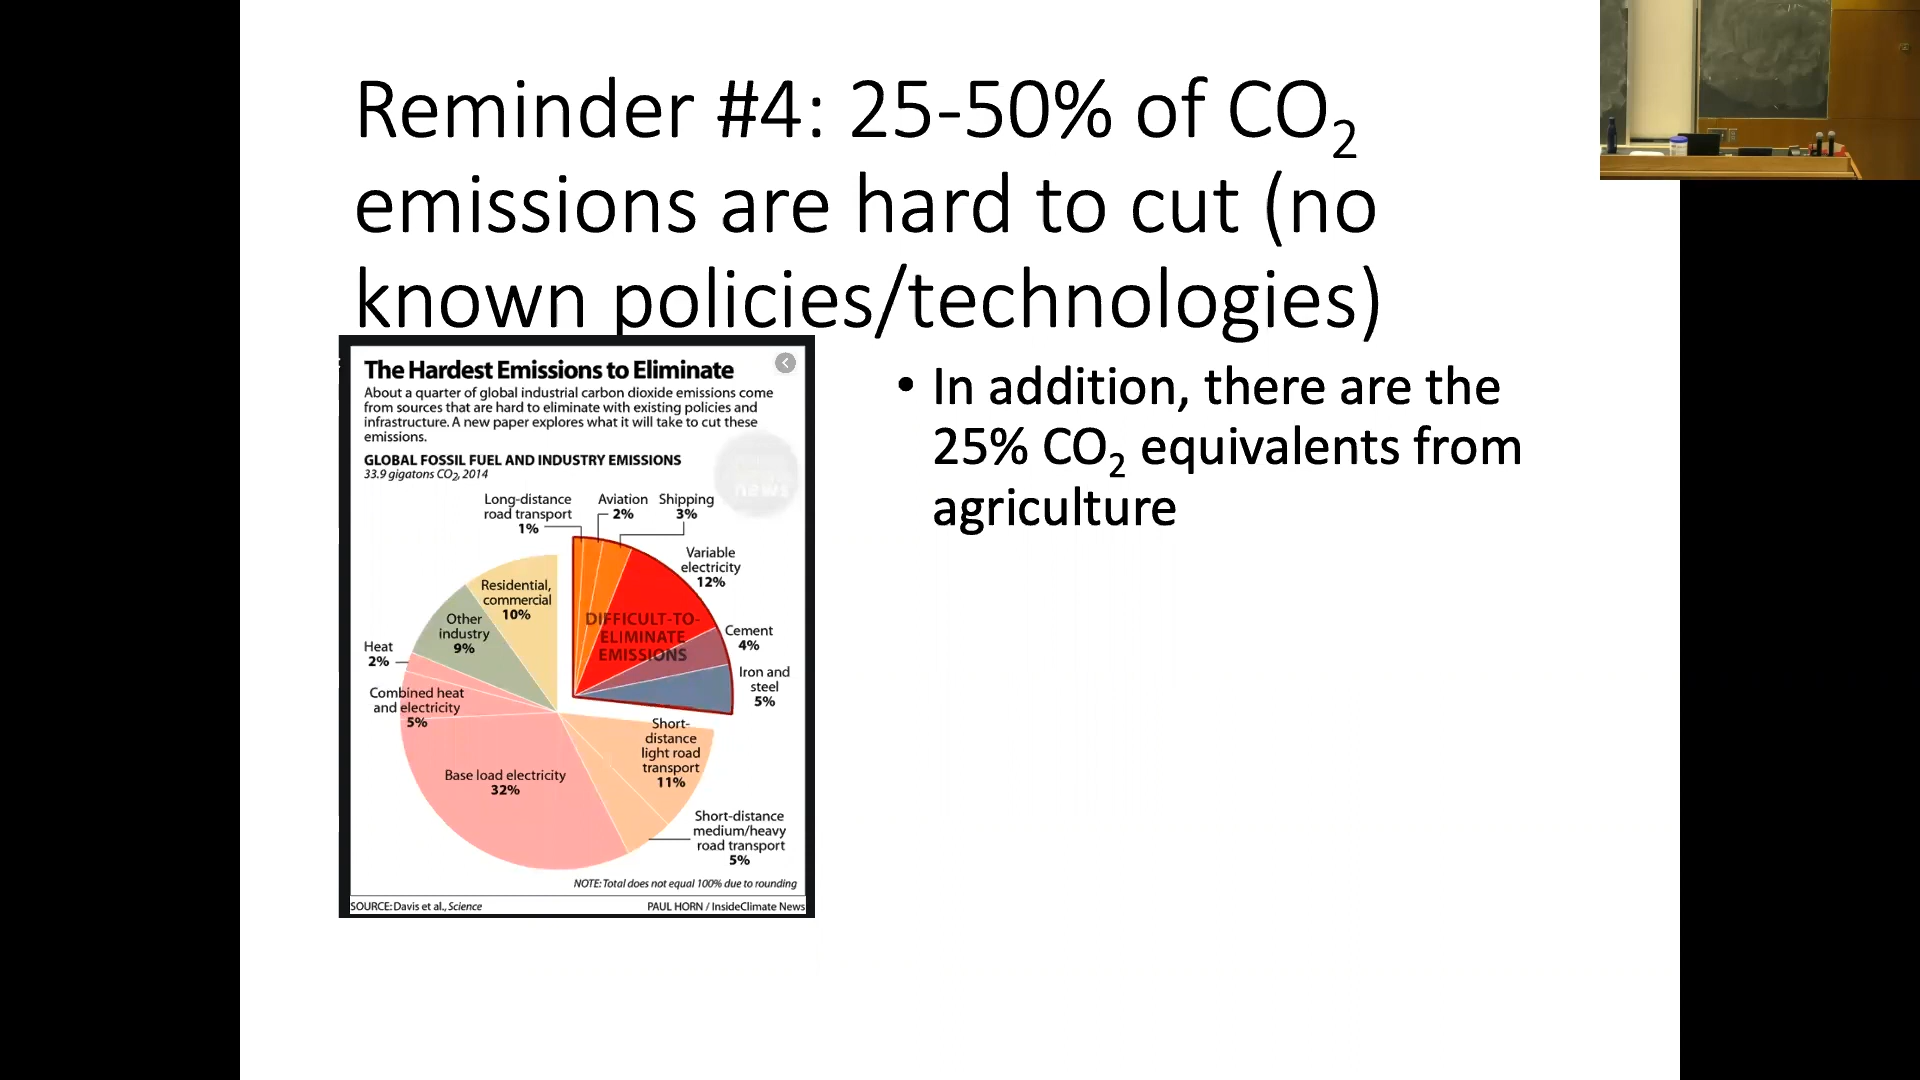 Reminder #4: 25-50% of CO₂
emissions are hard to cut (no
known policies/technologies)
The Hardest Emissions to Eliminate
About a quarter of global industrial carbon dioxide emissions come
from sources that are hard to eliminate with existing policies and
infrastructure. A new paper explores what it will take to cut these
emissions.
GLOBAL FOSSIL FUEL AND INDUSTRY EMISSIONS
33.9 gigatons CO₂, 2014
news
Long-distance
road transport
1%
Aviation
2%
Shipping
3%
Variable
electricity
12%
DIFFICULT-TO-
ELIMINATE
EMISSIONS
Cement
4%
Iron and
steel
5%
Short-
distance
light road
transport
11%
Short-distance
medium/heavy
road transport
5%
Base load electricity
32%
Combined heat
and electricity
5%
Heat
2%
Other
industry
9%
Residential,
commercial
10%
NOTE: Total does not equal 100% due to rounding
SOURCE: Davis et al., Science
PAUL HORN / InsideClimate News
• In addition, there are the
25% CO₂ equivalents from
agriculture